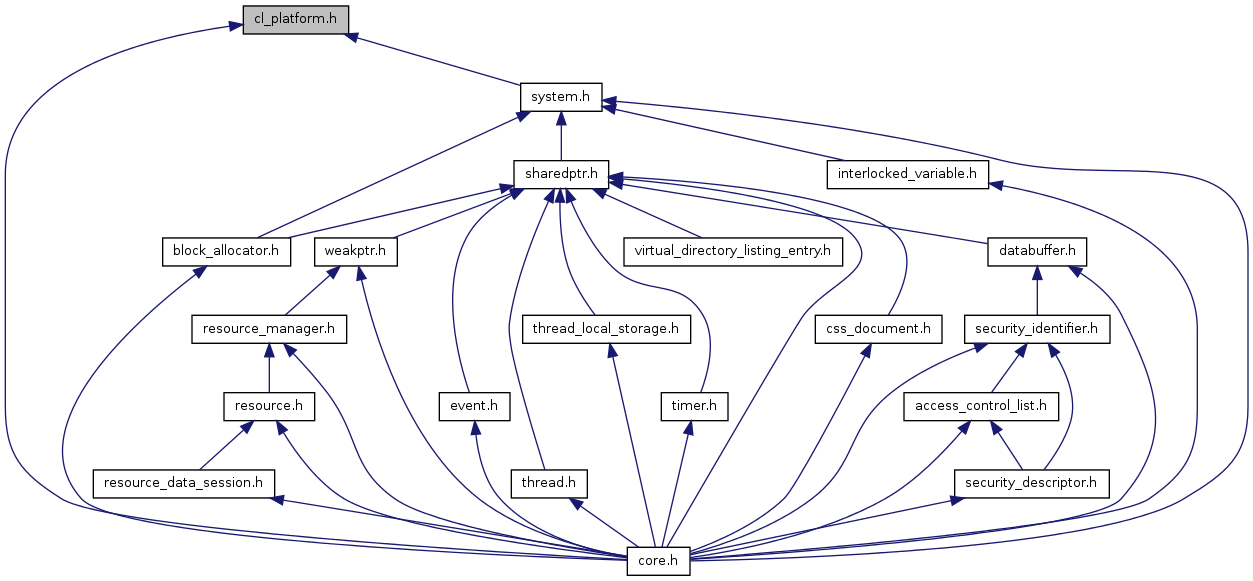 cl_platform.h
system.h
sharedptr.h
interlocked_variable.h
block_allocator.h
weakptr.h
virtual_directory_listing_entry.h
databuffer.h
resource_manager.h
thread_local_storage.h
css_document.h
security_identifier.h
resource.h
event.h
timer.h
access_control_list.h
resource_data_session.h
thread.h
security_descriptor.h
core.h